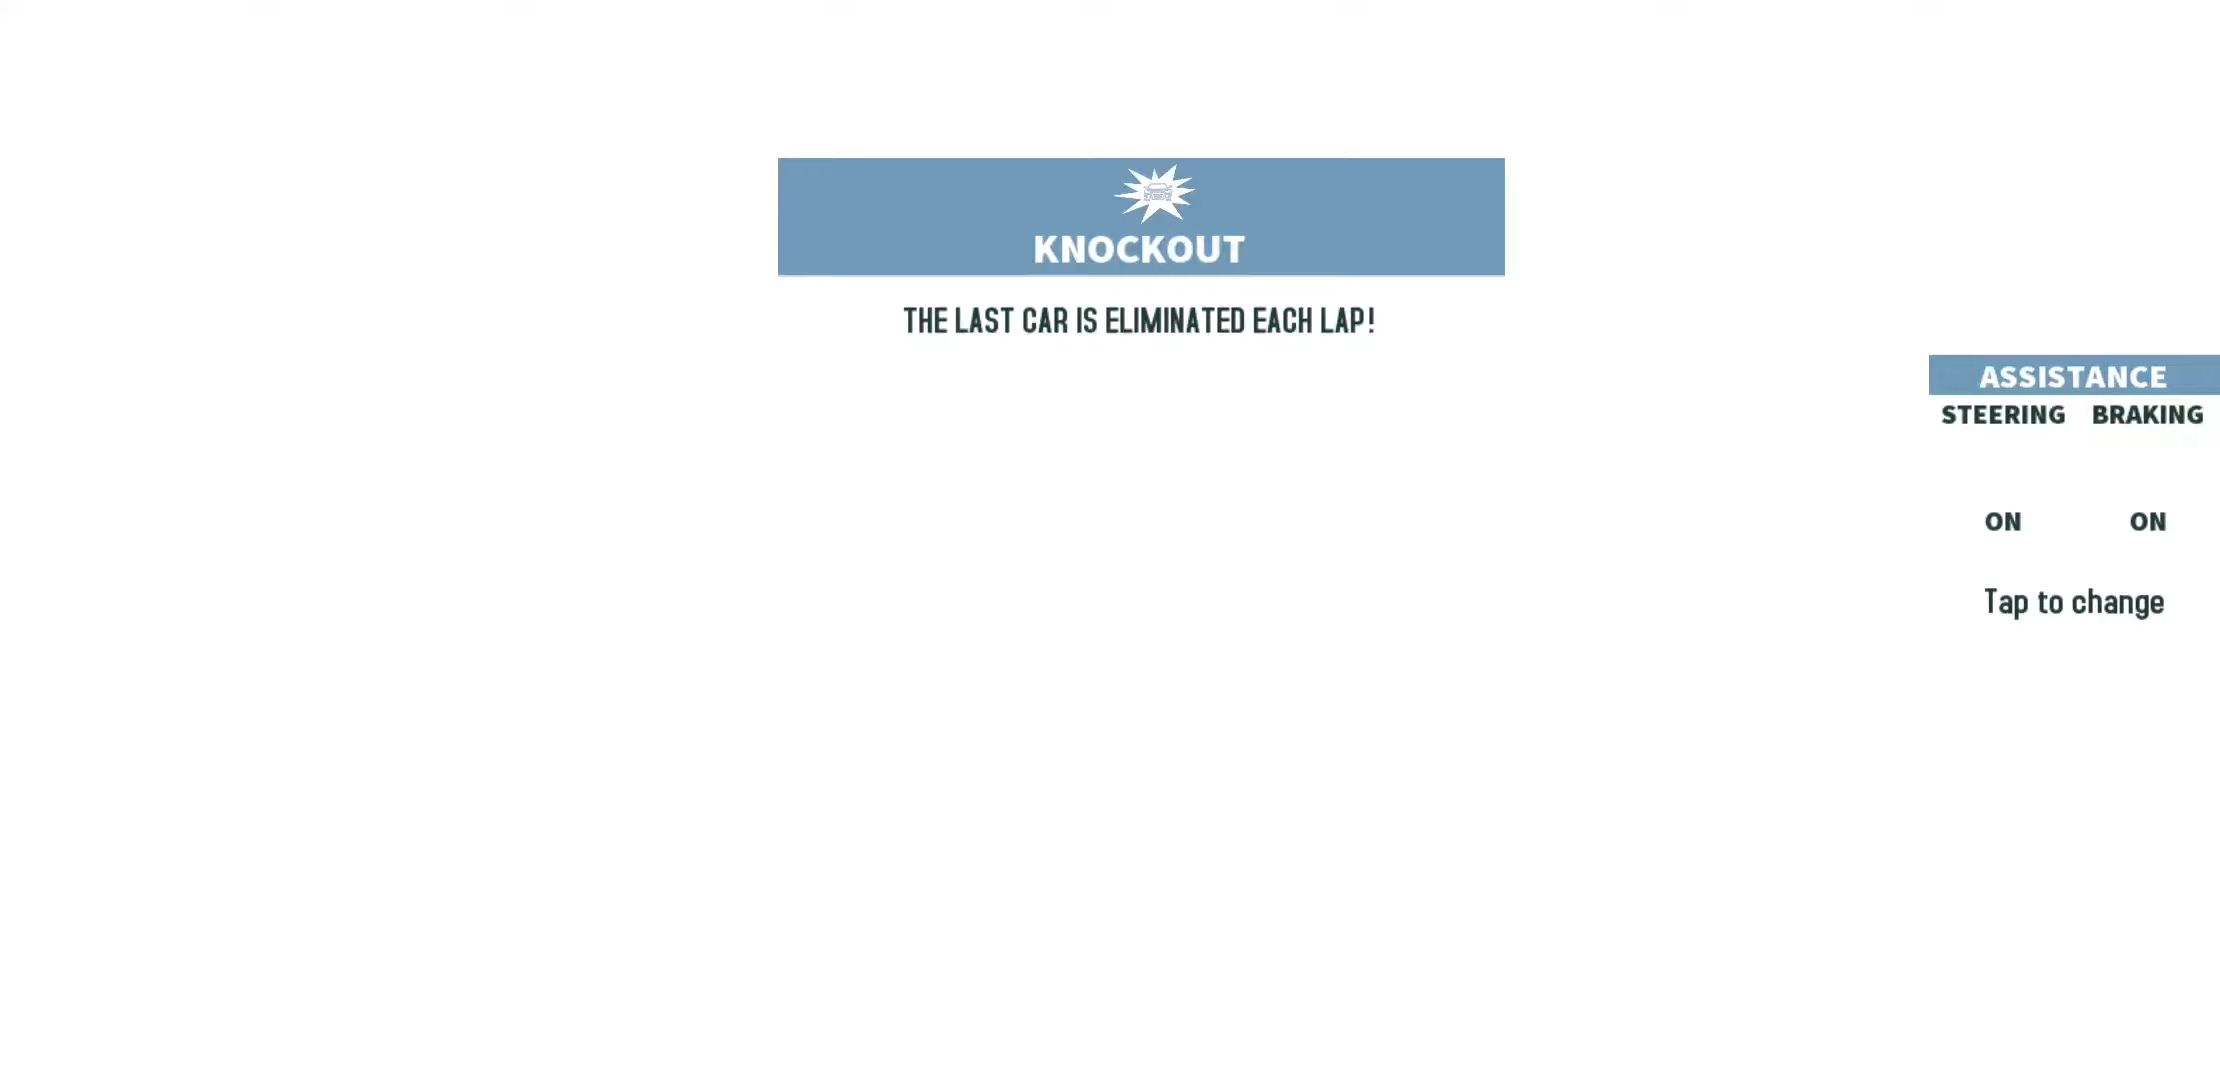 KNOCKOUT
THE LAST CAR IS ELIMINATED EACH LAP!
ASSISTANCE
STEERING BRAKING
ON ON
Tap to change